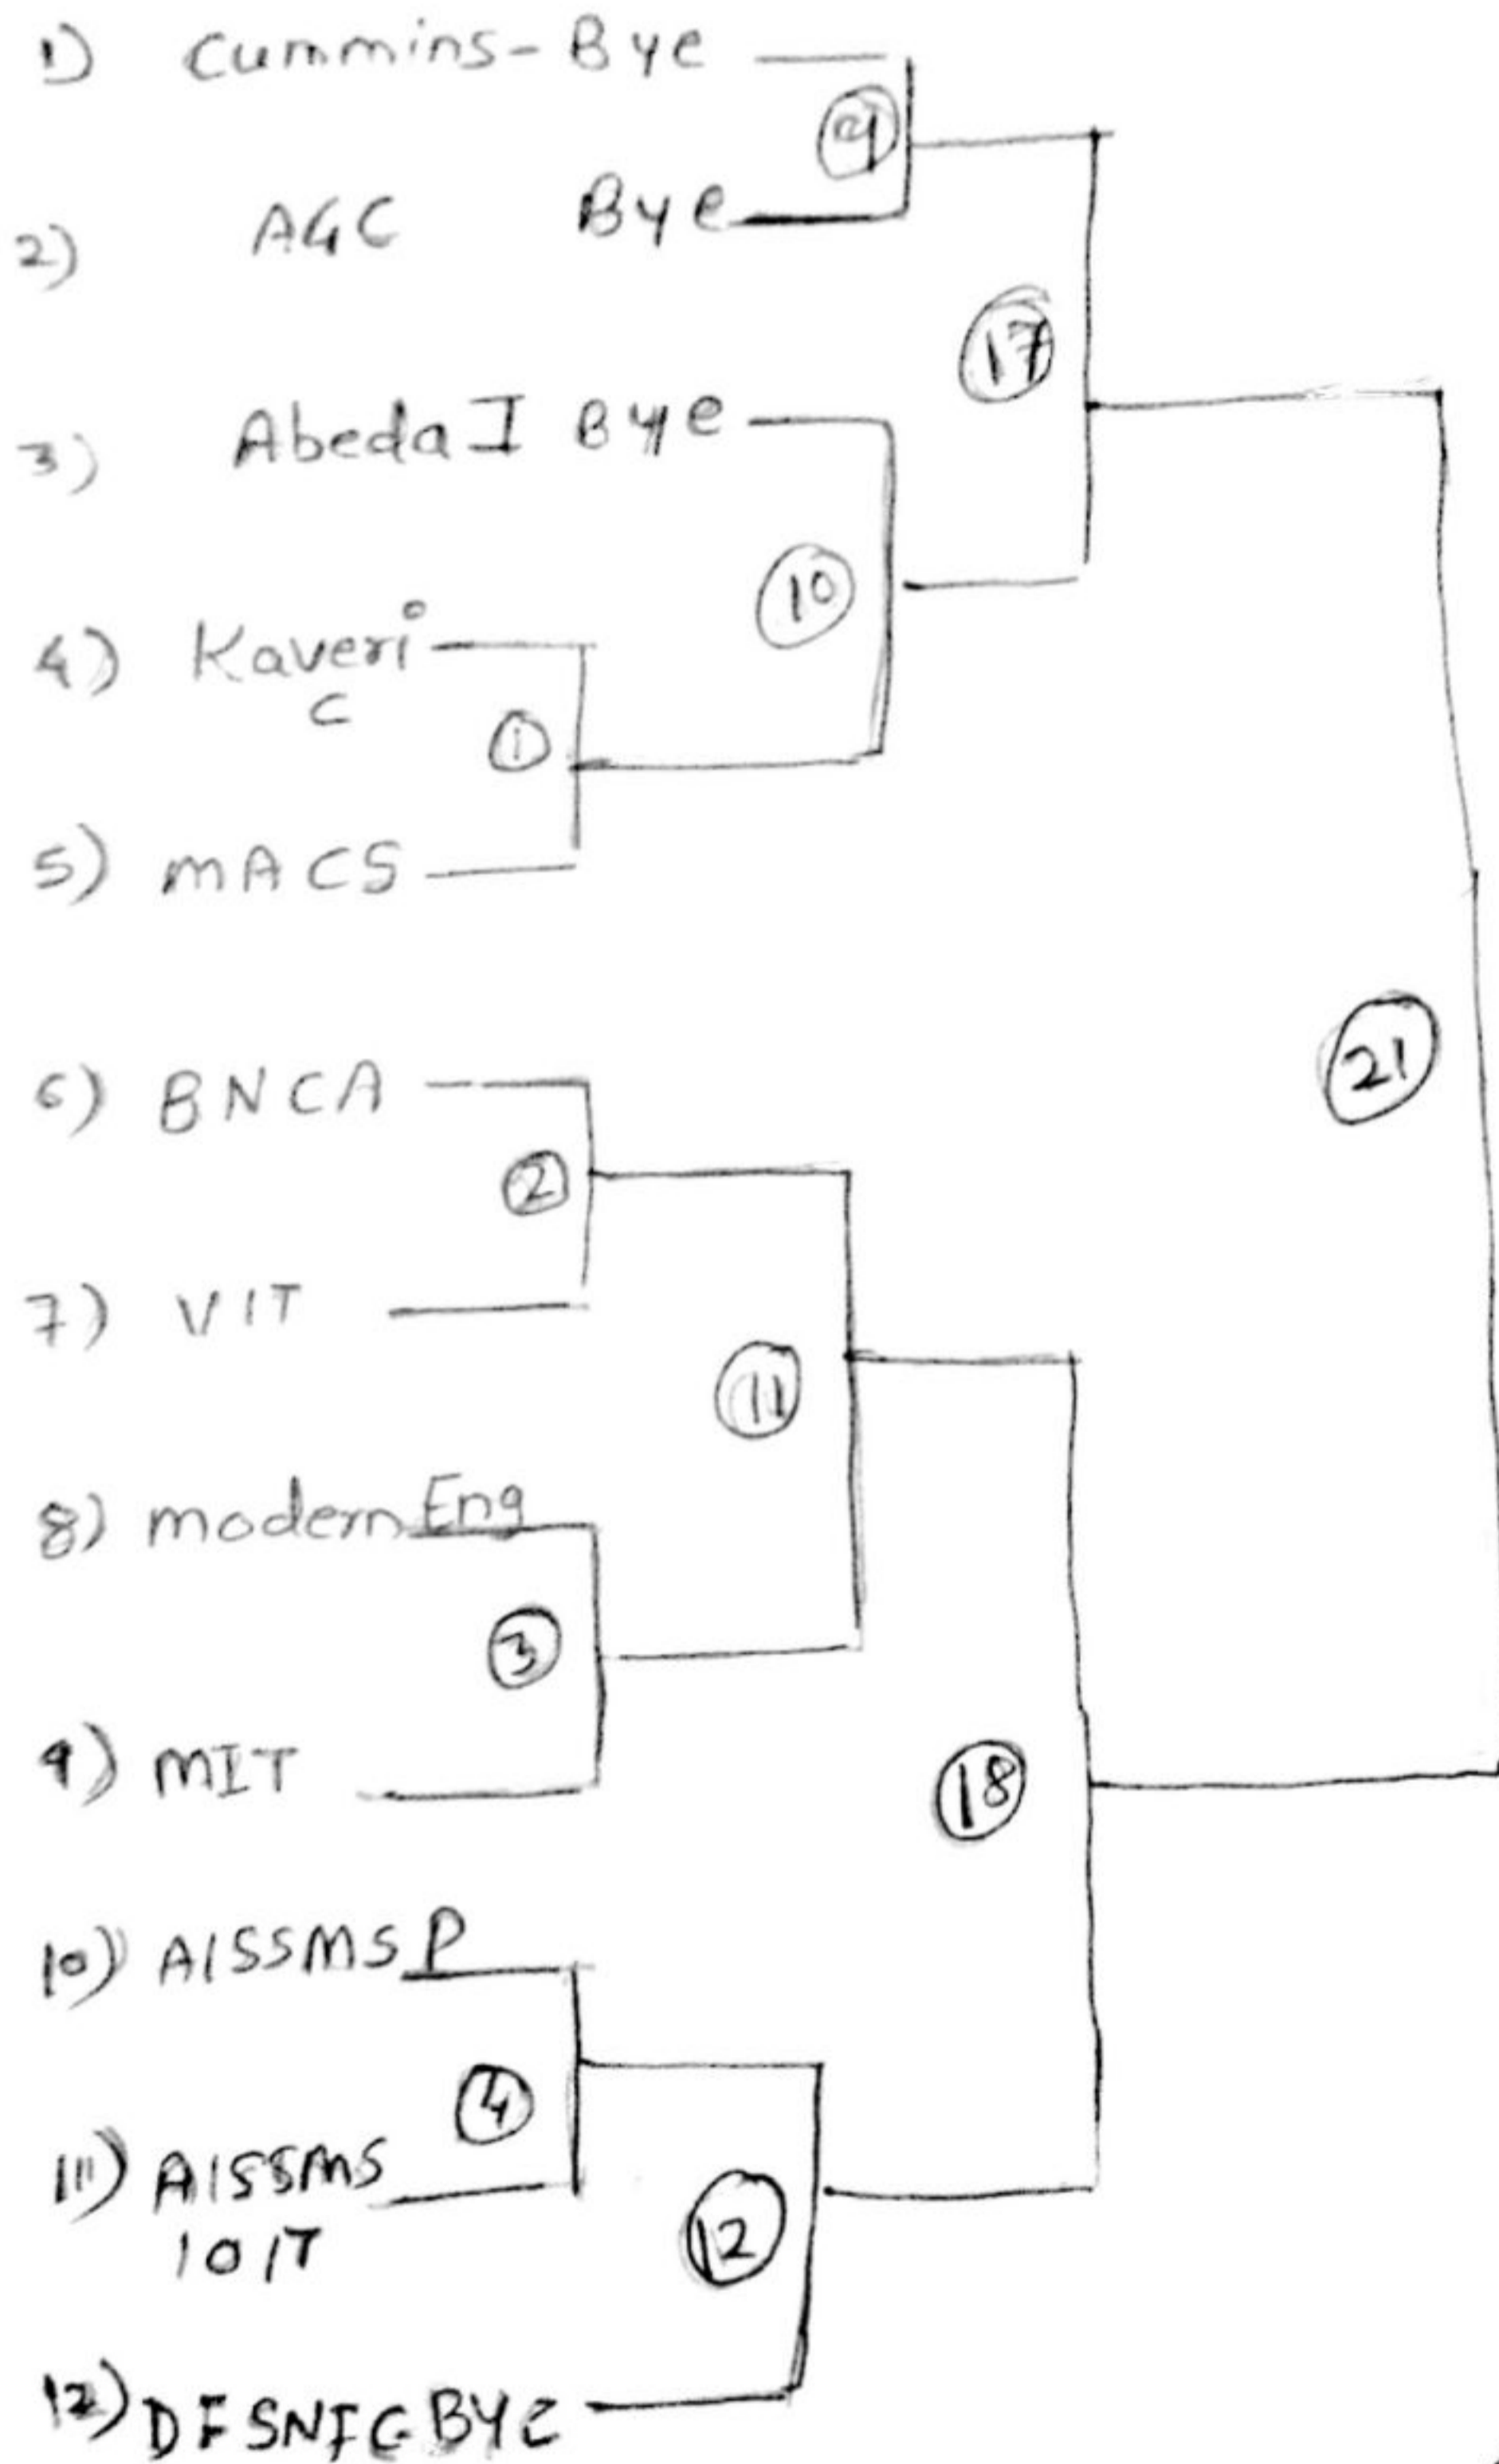 1) Cummins - Bye
9
2) AGC Bye
17
3) Abeda I Bye
10
4) Kaveri
C
1
5) MACS
21
6) BNCA
2
7) VIT
11
8) modern Eng
3
9) MIT
18
10) AISSMS P
4
11) AISSMS
IOIT
12
12) Bye